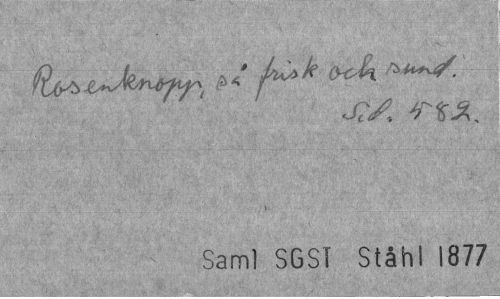 Rosenknopp, så frisk och sund.
Sid. 582.
Saml SGST Ståhl 1877